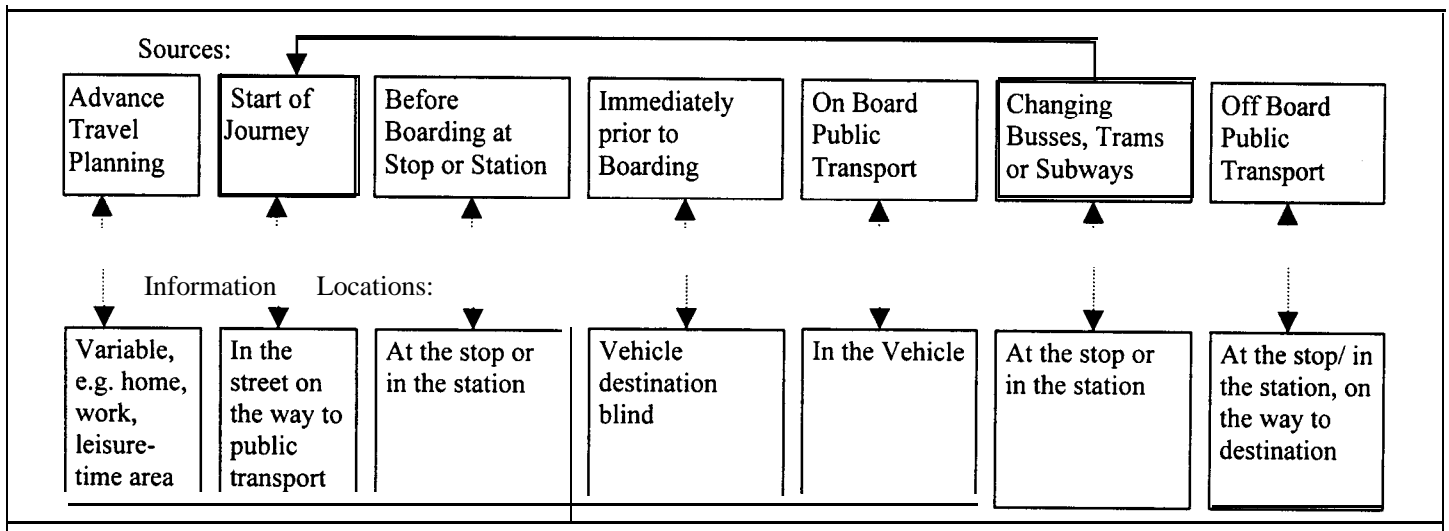 Sources:
Advance
Travel
Planning
Start of
Journey
Before
Boarding at
Stop or Station
Immediately
prior to
Boarding
On Board
Public
Transport
Changing
Busses, Trams
or Subways
Off Board
Public
Transport
Information Locations:
Variable,
e.g. home,
work,
leisure-
time area
In the
street on
the way to
public
transport
At the stop or
in the station
Vehicle
destination
blind
In the Vehicle
At the stop or
in the station
At the stop/ in
the station, on
the way to
destination